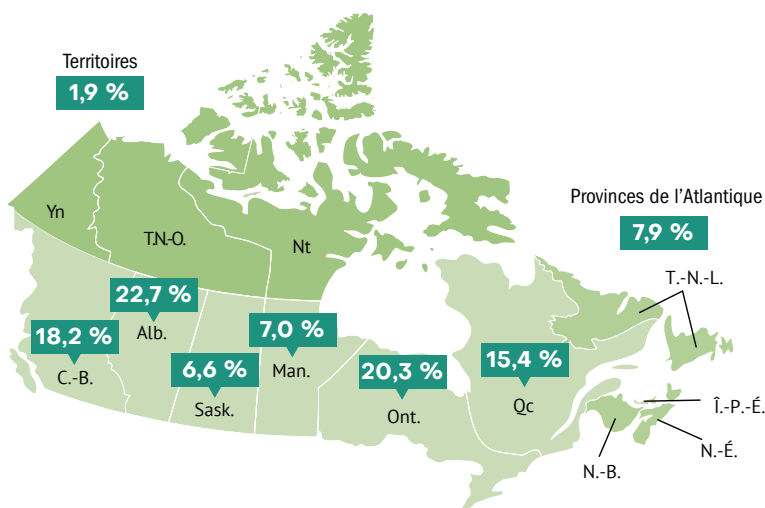 Territoires
1,9 %
Yn
T.N.-O.
Nt
Provinces de l’Atlantique
7,9 %
T.-N.-L.
22,7 %
Alb.
18,2 %
C.-B.
6,6 %
Sask.
7,0 %
Man.
20,3 %
Ont.
15,4 %
Qc
Î.-P.-É.
N.-É.
N.-B.